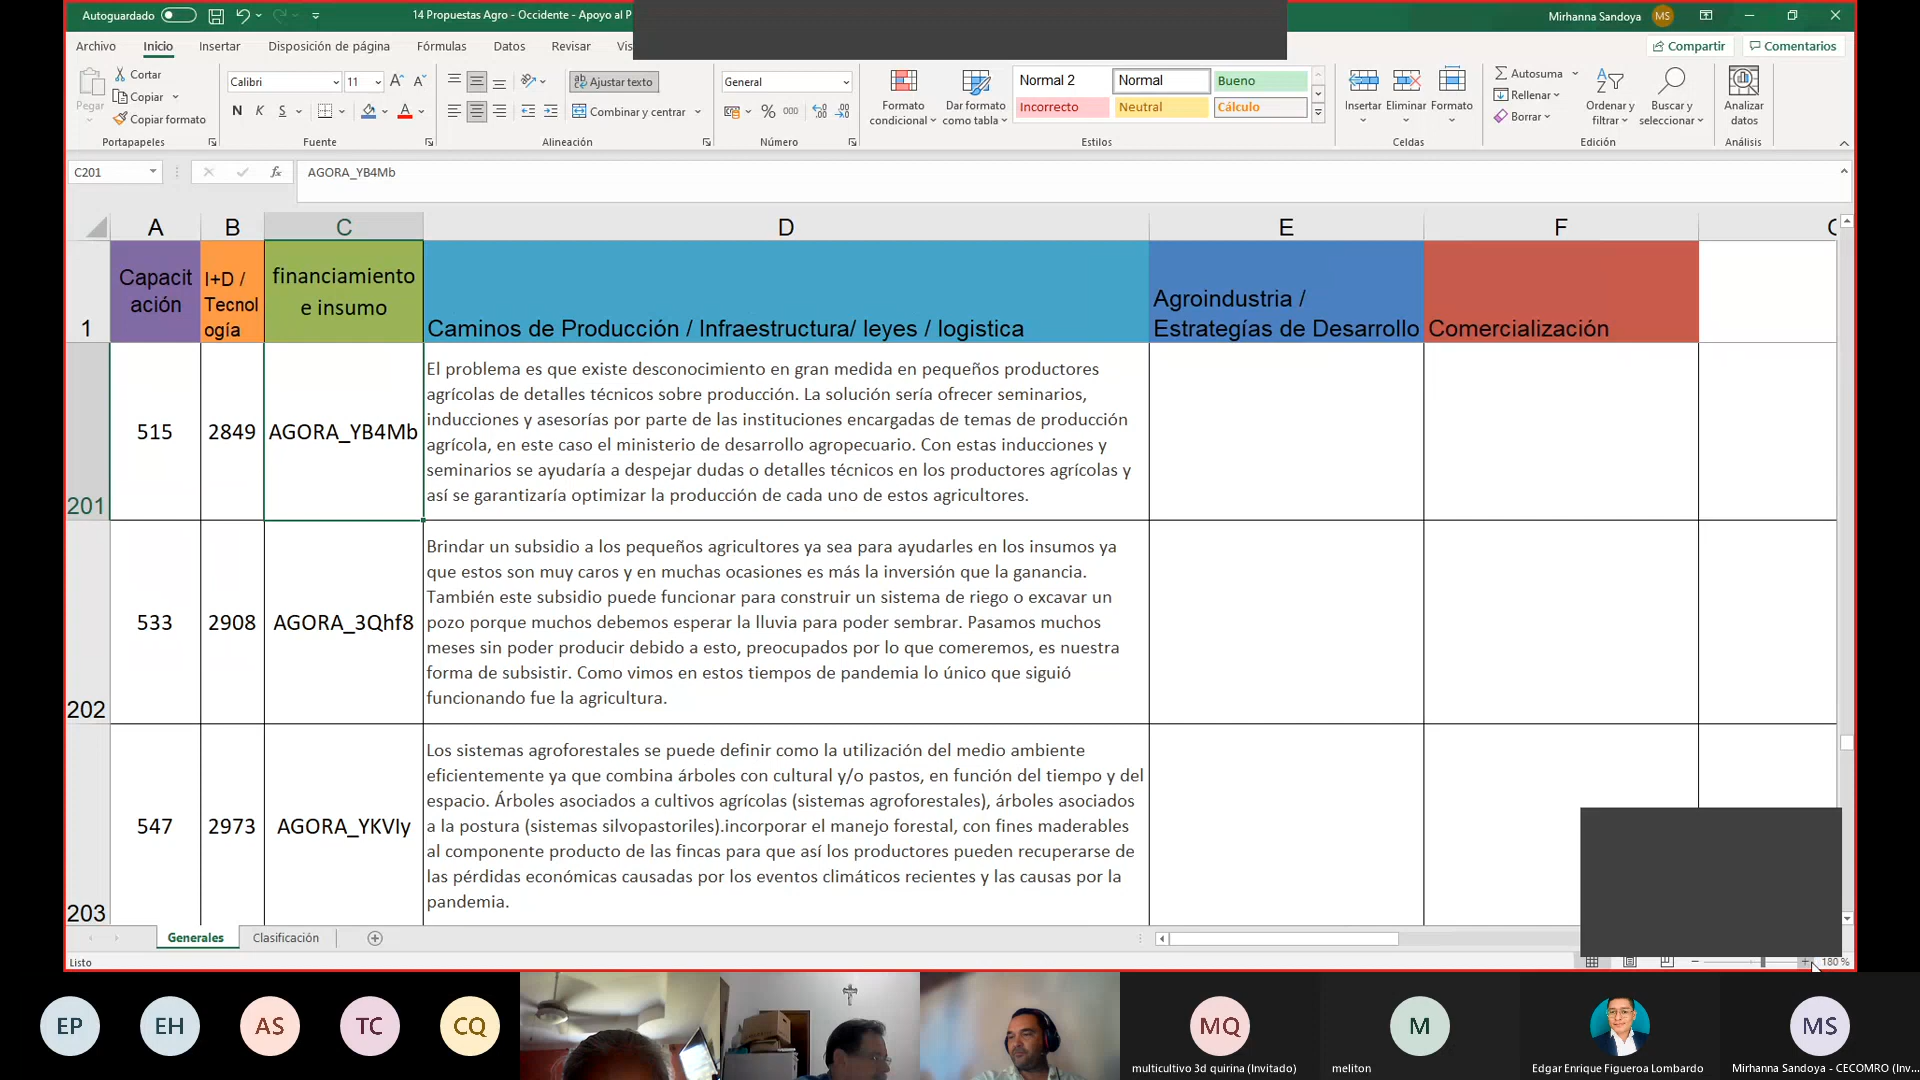 Autoguardado
14 Propuestas Agro - Occidente - Apoyo al P
Mirhanna Sandoya
MS
Archivo
Inicio
Insertar
Disposición de página
Fórmulas
Datos
Revisar
Vis
Compartir
Comentarios
Pegar
Cortar
Copiar
Copiar formato
Portapapeles
Calibri
11
N K S
Fuente
Ajustar texto
Combinar y centrar
Alineación
General
% 000
Número
Formato
condicional
Dar formato
como tabla
Normal 2
Normal
Bueno
Incorrecto
Neutral
Cálculo
Estilos
Insertar
Eliminar
Formato
Celdas
Autosuma
Rellenar
Borrar
Ordenar y
filtrar
Buscar y
seleccionar
Edición
Analizar
datos
Análisis
C201
fx
AGORA_YB4Mb
A
B
C
D
E
F
1
Capacit
ación
I+D /
Tecnol
ogía
financiamiento
e insumo
Caminos de Producción / Infraestructura/ leyes / logistica
Agroindustria /
Estrategías de Desarrollo
Comercialización
201
515
2849
AGORA_YB4Mb
El problema es que existe desconocimiento en gran medida en pequeños productores
agrícolas de detalles técnicos sobre producción. La solución sería ofrecer seminarios,
inducciones y asesorías por parte de las instituciones encargadas de temas de producción
agrícola, en este caso el ministerio de desarrollo agropecuario. Con estas inducciones y
seminarios se ayudaría a despejar dudas o detalles técnicos en los productores agrícolas y
así se garantizaría optimizar la producción de cada uno de estos agricultores.
202
533
2908
AGORA_3Qhf8
Brindar un subsidio a los pequeños agricultores ya sea para ayudarles en los insumos ya
que estos son muy caros y en muchas ocasiones es más la inversión que la ganancia.
También este subsidio puede funcionar para construir un sistema de riego o excavar un
pozo porque muchos debemos esperar la lluvia para poder sembrar. Pasamos muchos
meses sin poder producir debido a esto, preocupados por lo que comeremos, es nuestra
forma de subsistir. Como vimos en estos tiempos de pandemia lo único que siguió
funcionando fue la agricultura.
203
547
2973
AGORA_YKVIy
Los sistemas agroforestales se puede definir como la utilización del medio ambiente
eficientemente ya que combina árboles con cultural y/o pastos, en función del tiempo y del
espacio. Árboles asociados a cultivos agrícolas (sistemas agroforestales), árboles asociados
a la postura (sistemas silvopastoriles).incorporar el manejo forestal, con fines maderables
al componente producto de las fincas para que así los productores pueden recuperarse de
las pérdidas económicas causadas por los eventos climáticos recientes y las causas por la
pandemia.
Generales
Clasificación
Listo
180 %
EP
EH
AS
TC
CQ
MQ
multicultivo 3d quirina (Invitado)
M
meliton
Edgar Enrique Figueroa Lombardo
MS
Mirhanna Sandoya - CECOMRO (Inv...